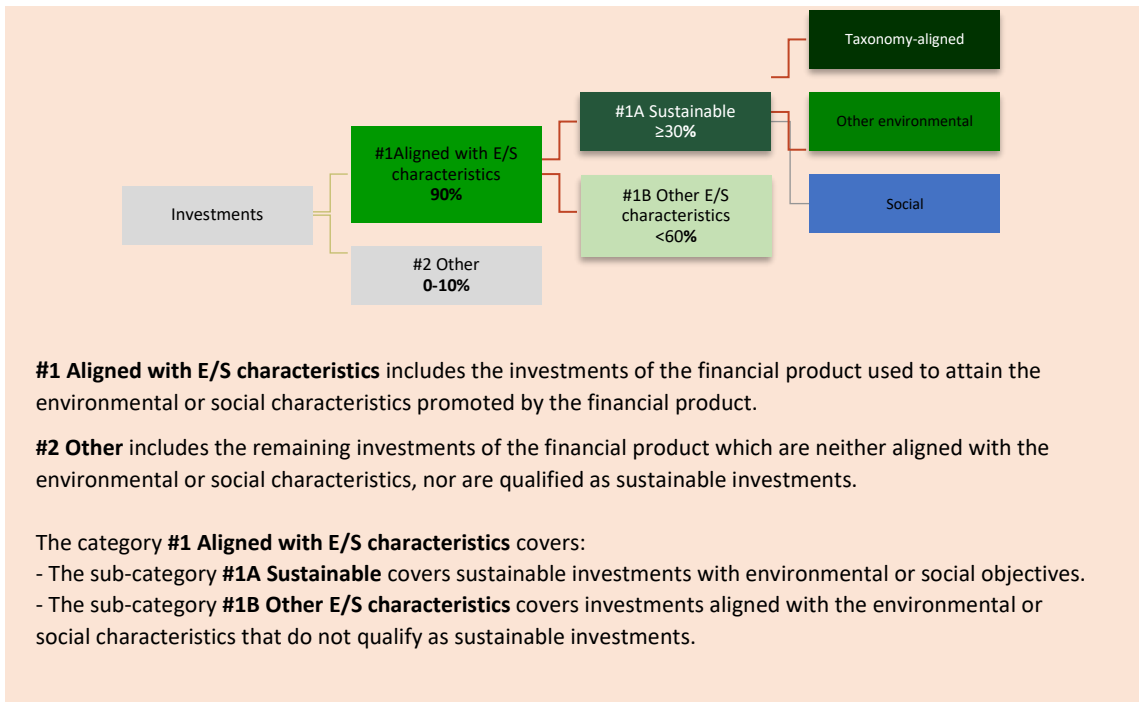 Taxonomy-aligned
#1A Sustainable
≥30%
Other environmental
#1Aligned with E/S
characteristics
90%
#1B Other E/S
characteristics
<60%
Social
Investments
#2 Other
0-10%
#1 Aligned with E/S characteristics includes the investments of the financial product used to attain the
environmental or social characteristics promoted by the financial product.
#2 Other includes the remaining investments of the financial product which are neither aligned with the
environmental or social characteristics, nor are qualified as sustainable investments.
The category #1 Aligned with E/S characteristics covers:
- The sub-category #1A Sustainable covers sustainable investments with environmental or social objectives.
- The sub-category #1B Other E/S characteristics covers investments aligned with the environmental or
social characteristics that do not qualify as sustainable investments.